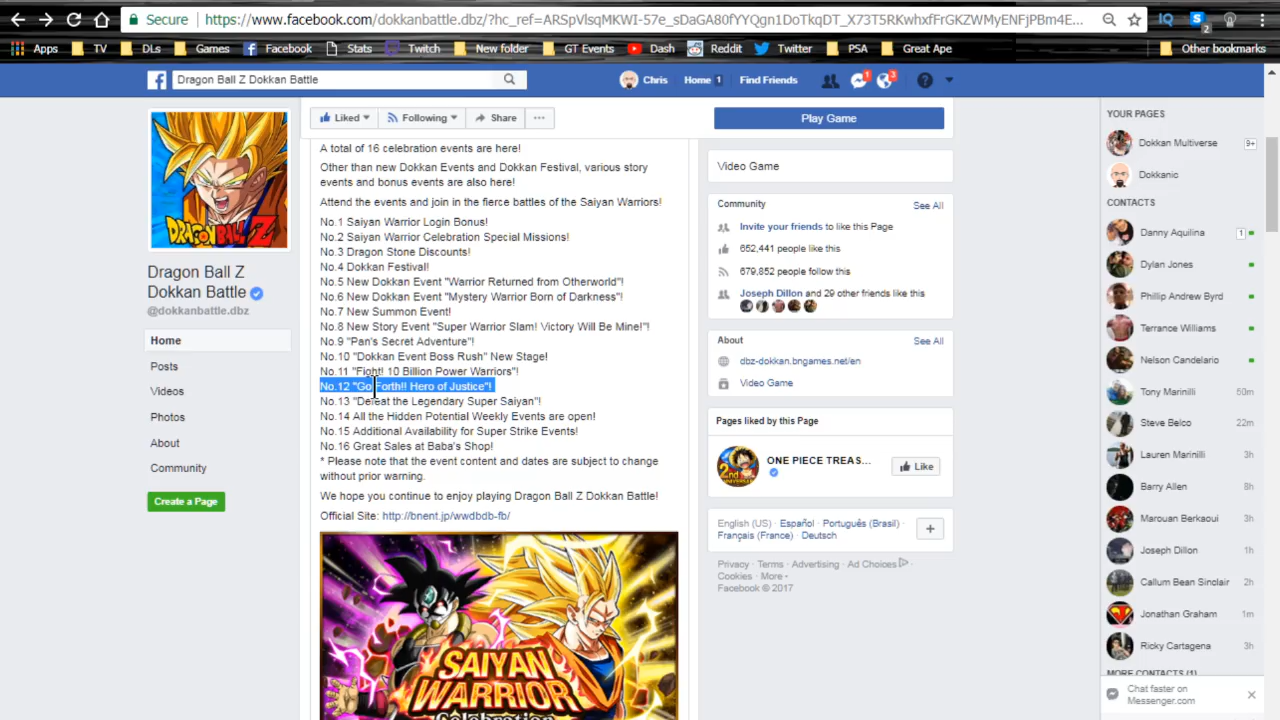 Secure
https://www.facebook.com/dokkanbattle.dbz/?hc_ref=ARSpVlsqMKWI-57e_sDaGA80fYYQgn1DoTkqDT_X73T5RKwhxfFrGKZWMyENFjPBm4E...
Apps TV DLs Games Facebook Stats Twitch New folder GT Events Dash Reddit Twitter PSA Great Ape Other bookmarks
Dragon Ball Z Dokkan Battle
Chris Home 1 Find Friends 1 3
Liked Following Share ... Play Game
A total of 16 celebration events are here!
Other than new Dokkan Events and Dokkan Festival, various story
events and bonus events are also here!
Attend the events and join in the fierce battles of the Saiyan Warriors!
No.1 Saiyan Warrior Login Bonus!
No.2 Saiyan Warrior Celebration Special Missions!
No.3 Dragon Stone Discounts!
No.4 Dokkan Festival!
No.5 New Dokkan Event "Warrior Returned from Otherworld"!
No.6 New Dokkan Event "Mystery Warrior Born of Darkness"!
No.7 New Summon Event!
No.8 New Story Event "Super Warrior Slam! Victory Will Be Mine!"!
No.9 "Pan's Secret Adventure"!
No.10 "Dokkan Event Boss Rush" New Stage!
No.11 "Fight! 10 Billion Power Warriors"!
No.12 "Go Forth!! Hero of Justice"!
No.13 "Defeat the Legendary Super Saiyan"!
No.14 All the Hidden Potential Weekly Events are open!
No.15 Additional Availability for Super Strike Events!
No.16 Great Sales at Baba's Shop!
* Please note that the event content and dates are subject to change
without prior warning.
We hope you continue to enjoy playing Dragon Ball Z Dokkan Battle!
Official Site: http://bnent.jp/wwdbdb-fb/
SAIYAN
WARRIOR
Celebration
DRAGON BALL Z
Dragon Ball Z
Dokkan Battle
@dokkanbattle.dbz
Home
Posts
Videos
Photos
About
Community
Create a Page
Video Game
Community See All
Invite your friends to like this Page
652,441 people like this
679,852 people follow this
Joseph Dillon and 29 other friends like this
About See All
dbz-dokkan.bngames.net/en
Video Game
Pages liked by this Page
ONE PIECE TREAS...
Like
2nd
English (US) · Español · Português (Brasil) ·
Français (France) · Deutsch
+
Privacy · Terms · Advertising · Ad Choices ·
Cookies · More
Facebook © 2017
YOUR PAGES
Dokkan Multiverse 9+
Dokkanic
CONTACTS
Danny Aquilina 1
Dylan Jones
Phillip Andrew Byrd
Terrance Williams
Nelson Candelario
Tony Marinilli 50m
Steve Belco 22m
Lauren Marinilli 3h
Barry Allen 8h
Marouan Berkaoui 3h
Joseph Dillon 1h
Callum Bean Sinclair 2h
Jonathan Graham 1m
Ricky Cartagena 3h
MORE CONTACTS (1)
Chat faster on
Messenger.com